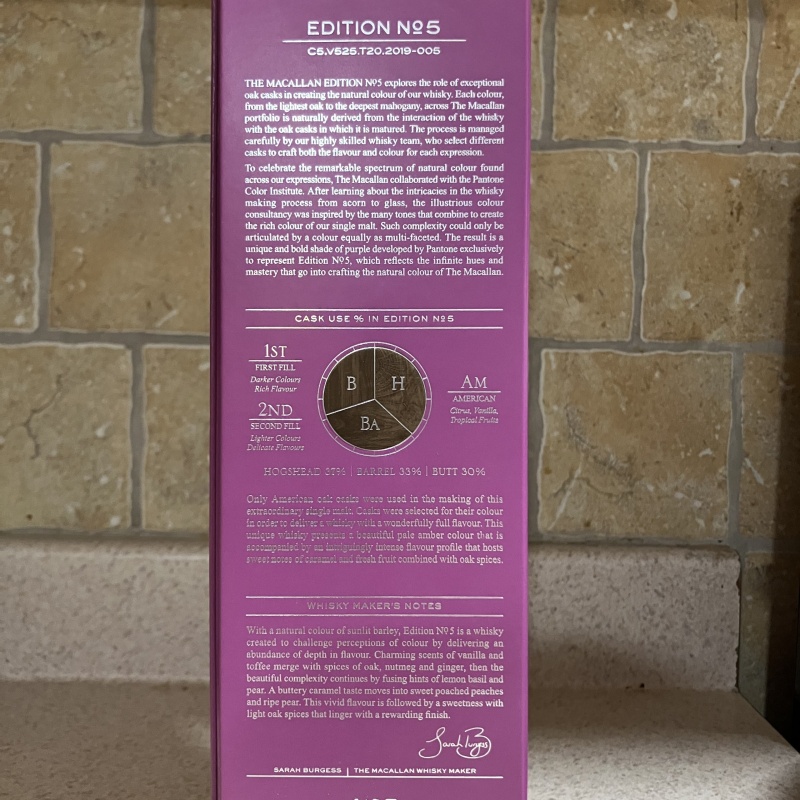 EDITION Nº5
C5.V525.T20.2019-005
THE MACALLAN EDITION Nº5 explores the role of exceptional
oak casks in creating the natural colour of our whisky. Each colour,
from the lightest oak to the deepest mahogany, across The Macallan
portfolio is naturally derived from the interaction of the whisky
with the oak casks in which it is matured. The process is managed
carefully by our highly skilled whisky team, who select different
casks to craft both the flavour and colour for each expression.
To celebrate the remarkable spectrum of natural colour found
across our expressions, The Macallan collaborated with the Pantone
Color Institute. After learning about the intricacies in the whisky
making process from acorn to glass, the illustrious colour
consultancy was inspired by the many tones that combine to create
the rich colour of our single malt. Such complexity could only be
articulated by a colour equally as multi-faceted. The result is a
unique and bold shade of purple developed by Pantone exclusively
to represent Edition Nº5, which reflects the infinite hues and
mastery that go into crafting the natural colour of The Macallan.
CASK USE % IN EDITION Nº5
1ST
FIRST FILL
Darker Colours
Rich Flavour
2ND
SECOND FILL
Lighter Colours
Delicate Flavours
B H
BA
AM
AMERICAN
Citrus, Vanilla,
Tropical Fruits
HOGSHEAD 37% | BARREL 33% | BUTT 30%
Only American oak casks were used in the making of this
extraordinary single malt. Casks were selected for their colour
in order to deliver a whisky with a wonderfully full flavour. This
unique whisky presents a beautiful pale amber colour that is
accompanied by an intriguingly intense flavour profile that hosts
sweet notes of caramel and fresh fruit combined with oak spices.
WHISKY MAKER'S NOTES
With a natural colour of sunlit barley, Edition Nº5 is a whisky
created to challenge perceptions of colour by delivering an
abundance of depth in flavour. Charming scents of vanilla and
toffee merge with spices of oak, nutmeg and ginger, then the
beautiful complexity continues by fusing hints of lemon basil and
pear. A buttery caramel taste moves into sweet poached peaches
and ripe pear. This vivid flavour is followed by a sweetness with
light oak spices that linger with a rewarding finish.
Sarah Burgess
SARAH BURGESS | THE MACALLAN WHISKY MAKER